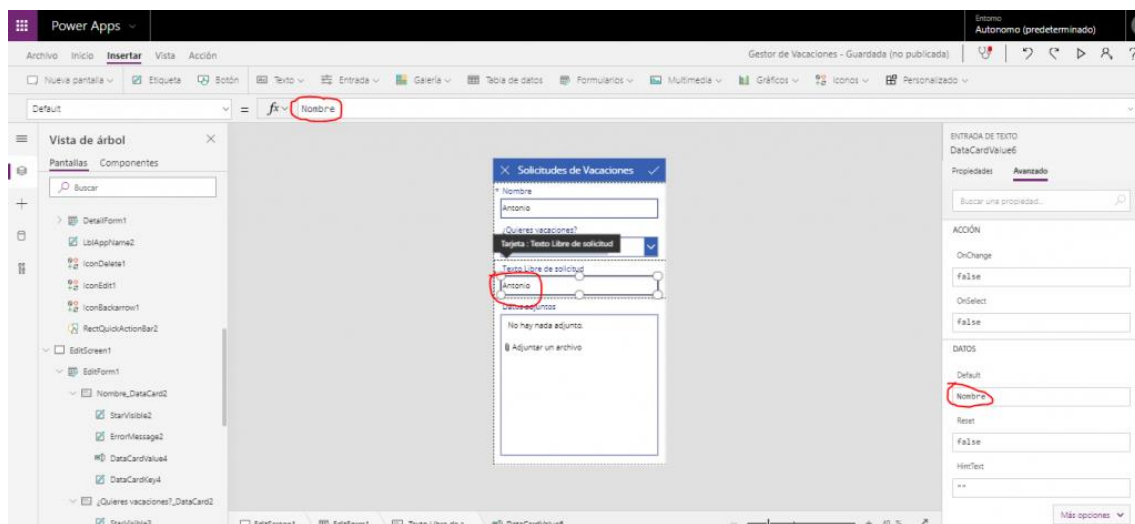 Power Apps
Entorno
Autonomo (predeterminado)
Archivo Inicio Insertar Vista Acción
Gestor de Vacaciones - Guardada (no publicada)
Nueva pantalla Etiqueta Botón Texto Entrada Galería Tabla de datos Formularios Multimedia Gráficos Iconos Personalizado
Default = fx Nombre
Vista de árbol
Pantallas Componentes
Buscar
DetailForm1
LblAppName2
IconDelete1
IconEdit1
IconBackarrow1
RectQuickActionBar2
EditScreen1
EditForm1
Nombre_DataCard2
StarVisible2
ErrorMessage2
DataCardValue4
DataCardKey4
¿Quieres vacaciones?_DataCard2
StarVisible3
Solicitudes de Vacaciones
* Nombre
Antonio
¿Quieres vacaciones?
Tarjeta : Texto Libre de solicitud
Texto Libre de solicitud
Antonio
Datos adjuntos
No hay nada adjunto.
Adjuntar un archivo
EditScreen1 EditForm1
ENTRADA DE TEXTO
DataCardValue6
Propiedades Avanzado
Buscar una propiedad...
ACCIÓN
OnChange
false
OnSelect
false
DATOS
Default
Nombre
Reset
false
HintText
""
Más opciones